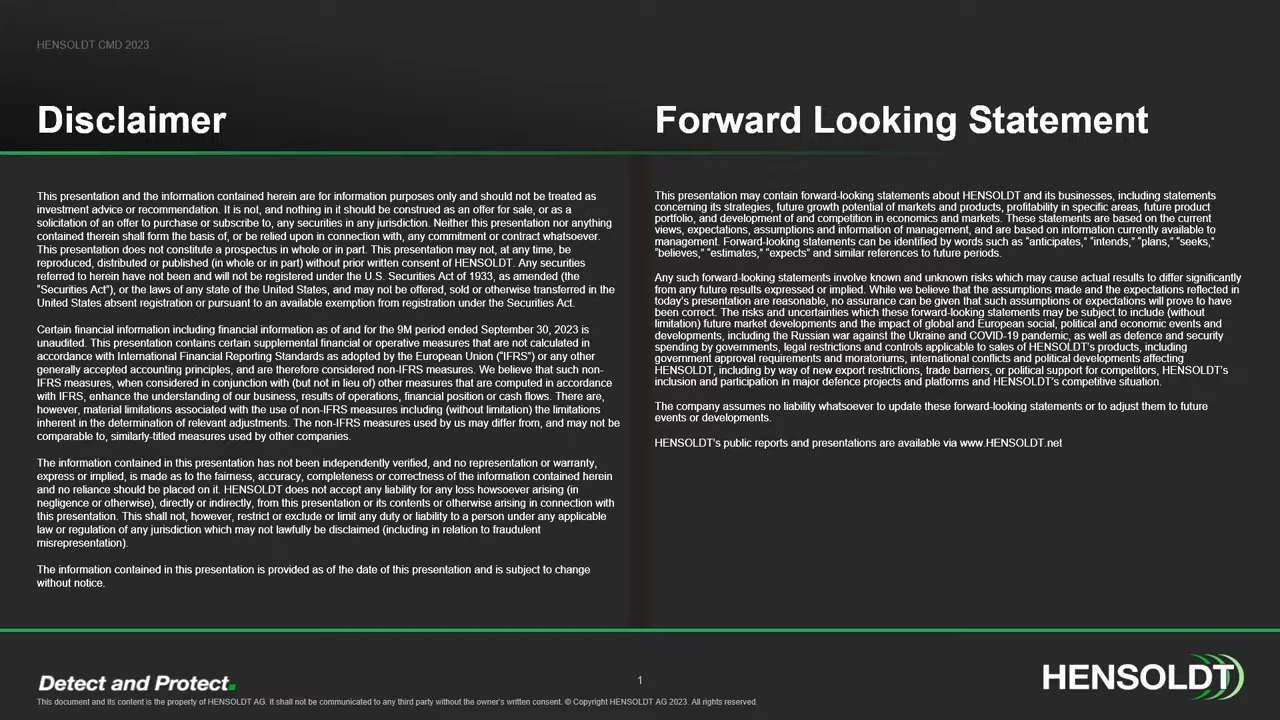 HENSOLDT CMD 2023
Disclaimer
This presentation and the information contained herein are for information purposes only and should not be treated as
investment advice or recommendation. It is not, and nothing in it should be construed as an offer for sale, or as a
solicitation of an offer to purchase or subscribe to, any securities in any jurisdiction. Neither this presentation nor anything
contained therein shall form the basis of, or be relied upon in connection with, any commitment or contract whatsoever.
This presentation does not constitute a prospectus in whole or in part. This presentation may not, at any time, be
reproduced, distributed or published (in whole or in part) without prior written consent of HENSOLDT. Any securities
referred to herein have not been and will not be registered under the U.S. Securities Act of 1933, as amended (the
"Securities Act"), or the laws of any state of the United States, and may not be offered, sold or otherwise transferred in the
United States absent registration or pursuant to an available exemption from registration under the Securities Act.
Certain financial information including financial information as of and for the 9M period ended September 30, 2023 is
unaudited. This presentation contains certain supplemental financial or operative measures that are not calculated in
accordance with International Financial Reporting Standards as adopted by the European Union ("IFRS") or any other
generally accepted accounting principles, and are therefore considered non-IFRS measures. We believe that such non-
IFRS measures, when considered in conjunction with (but not in lieu of) other measures that are computed in accordance
with IFRS, enhance the understanding of our business, results of operations, financial position or cash flows. There are,
however, material limitations associated with the use of non-IFRS measures including (without limitation) the limitations
inherent in the determination of relevant adjustments. The non-IFRS measures used by us may differ from, and may not be
comparable to, similarly-titled measures used by other companies.
The information contained in this presentation has not been independently verified, and no representation or warranty,
express or implied, is made as to the fairness, accuracy, completeness or correctness of the information contained herein
and no reliance should be placed on it. HENSOLDT does not accept any liability for any loss howsoever arising (in
negligence or otherwise), directly or indirectly, from this presentation or its contents or otherwise arising in connection with
this presentation. This shall not, however, restrict or exclude or limit any duty or liability to a person under any applicable
law or regulation of any jurisdiction which may not lawfully be disclaimed (including in relation to fraudulent
misrepresentation).
The information contained in this presentation is provided as of the date of this presentation and is subject to change
without notice.
Forward Looking Statement
This presentation may contain forward-looking statements about HENSOLDT and its businesses, including statements
concerning its strategies, future growth potential of markets and products, profitability in specific areas, future product
portfolio, and development of and competition in economics and markets. These statements are based on the current
views, expectations, assumptions and information of management, and are based on information currently available to
management. Forward-looking statements can be identified by words such as "anticipates," "intends," "plans," "seeks,"
"believes," "estimates," "expects" and similar references to future periods.
Any such forward-looking statements involve known and unknown risks which may cause actual results to differ significantly
from any future results expressed or implied. While we believe that the assumptions made and the expectations reflected in
today's presentation are reasonable, no assurance can be given that such assumptions or expectations will prove to have
been correct. The risks and uncertainties which these forward-looking statements may be subject to include (without
limitation) future market developments and the impact of global and European social, political and economic events and
developments, including the Russian war against the Ukraine and COVID-19 pandemic, as well as defence and security
spending by governments, legal restrictions and controls applicable to sales of HENSOLDT's products, including
government approval requirements and moratoriums, international conflicts and political developments affecting
HENSOLDT, including by way of new export restrictions, trade barriers, or political support for competitors, HENSOLDT's
inclusion and participation in major defence projects and platforms and HENSOLDT's competitive situation.
The company assumes no liability whatsoever to update these forward-looking statements or to adjust them to future
events or developments.
HENSOLDT's public reports and presentations are available via www.HENSOLDT.net
Detect and Protect.
This document and its content is the property of HENSOLDT AG. It shall not be communicated to any third party without the owner's written consent. © Copyright HENSOLDT AG 2023. All rights reserved.
1
HENSOLDT